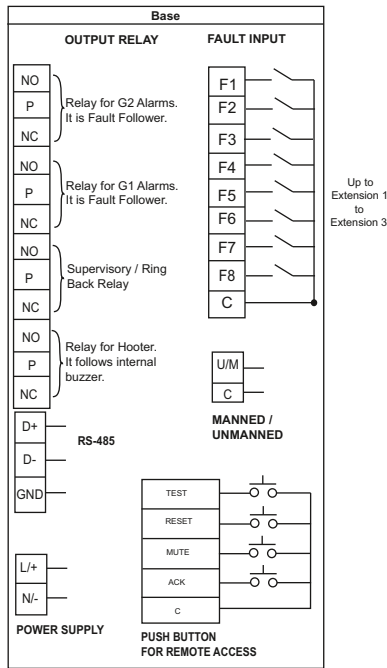 Base
OUTPUT RELAY
FAULT INPUT
NO
P
NC
Relay for G2 Alarms.
It is Fault Follower.
NO
P
NC
Relay for G1 Alarms.
It is Fault Follower.
NO
P
NC
Supervisory / Ring
Back Relay
NO
P
NC
Relay for Hooter.
It follows internal
buzzer.
F1
F2
F3
F4
F5
F6
F7
F8
C
Up to
Extension 1
to
Extension 3
U/M
C
MANNED /
UNMANNED
D+
D-
GND
RS-485
L/+
N/-
POWER SUPPLY
TEST
RESET
MUTE
ACK
C
PUSH BUTTON
FOR REMOTE ACCESS